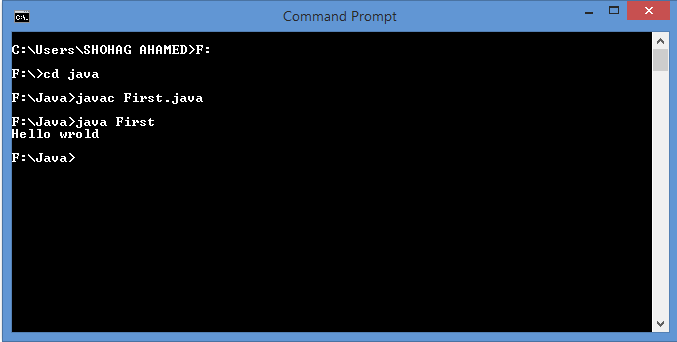 Command Prompt
C:\Users\SHOHAG AHAMED>F:
F:\>cd java
F:\Java>javac First.java
F:\Java>java First
Hello wrold
F:\Java>